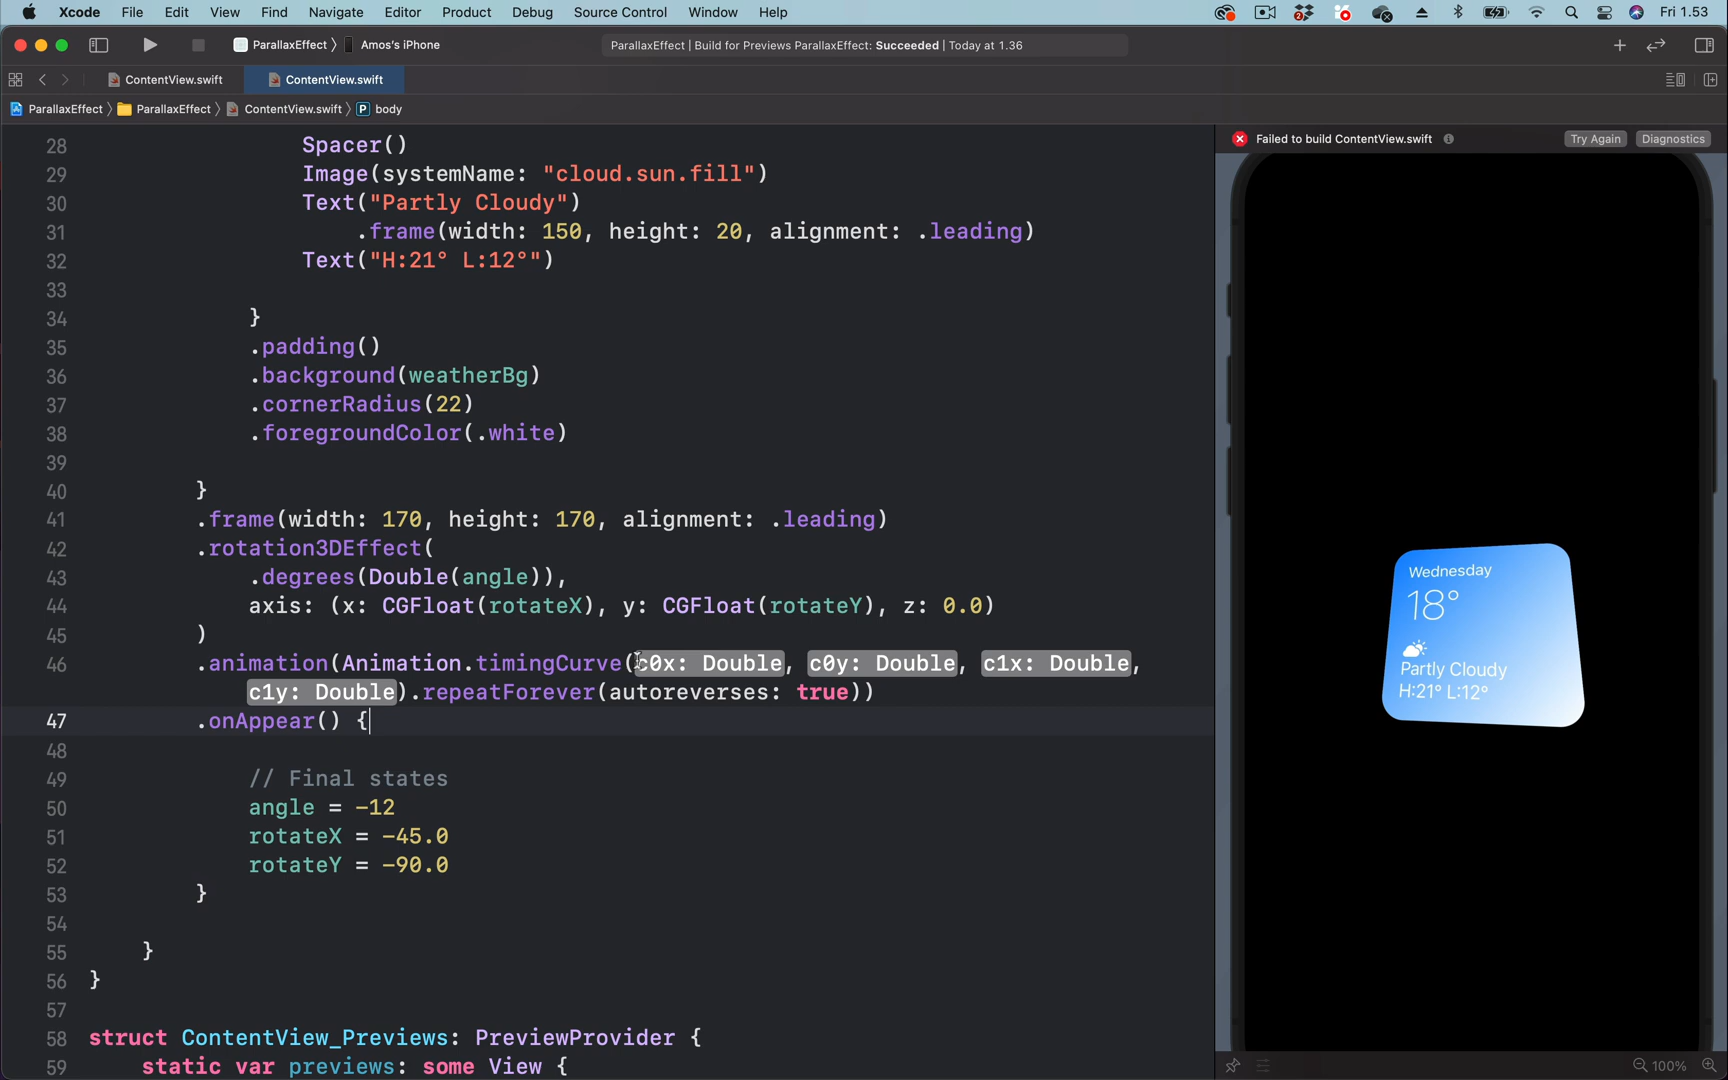 Xcode File Edit View Find Navigate Editor Product Debug Source Control Window Help 2 Fri 1.53
ParallaxEffect Amos's iPhone ParallaxEffect | Build for Previews ParallaxEffect: Succeeded | Today at 1.36
ContentView.swift ContentView.swift
ParallaxEffect ParallaxEffect ContentView.swift P body
28 Spacer()
29 Image(systemName: "cloud.sun.fill")
30 Text("Partly Cloudy")
31 .frame(width: 150, height: 20, alignment: .leading)
32 Text("H:21° L:12°")
33
34 }
35 .padding()
36 .background(weatherBg)
37 .cornerRadius(22)
38 .foregroundColor(.white)
39
40 }
41 .frame(width: 170, height: 170, alignment: .leading)
42 .rotation3DEffect(
43 .degrees(Double(angle)),
44 axis: (x: CGFloat(rotateX), y: CGFloat(rotateY), z: 0.0)
45 )
46 .animation(Animation.timingCurve(c0x: Double, c0y: Double, c1x: Double,
c1y: Double).repeatForever(autoreverses: true))
47 .onAppear() {
48
49 // Final states
50 angle = -12
51 rotateX = -45.0
52 rotateY = -90.0
53 }
54
55 }
56 }
57
58 struct ContentView_Previews: PreviewProvider {
59 static var previews: some View {
Failed to build ContentView.swift Try Again Diagnostics
Wednesday
18°
Partly Cloudy
H:21° L:12°
100%